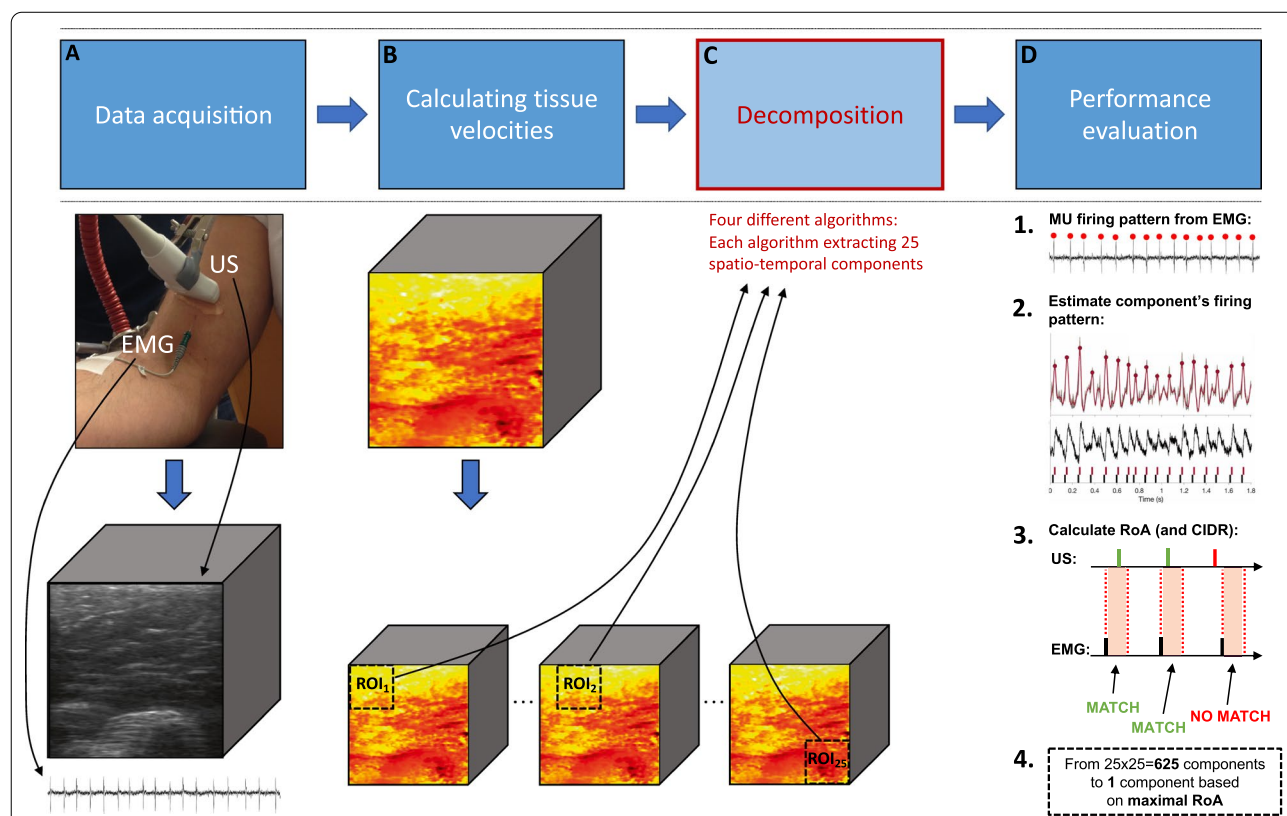 A
Data acquisition
B
Calculating tissue
velocities
C
Decomposition
D
Performance
evaluation
US
EMG
Four different algorithms:
Each algorithm extracting 25
spatio-temporal components
ROI1
...
ROI2
...
ROI25
1. MU firing pattern from EMG:
2. Estimate component’s firing
pattern:
0 0.2 0.4 0.6 0.8 1 1.2 1.4 1.6 1.8
Time (s)
3. Calculate RoA (and CIDR):
US:
EMG:
MATCH
MATCH
NO MATCH
4. From 25x25=625 components
to 1 component based
on maximal RoA